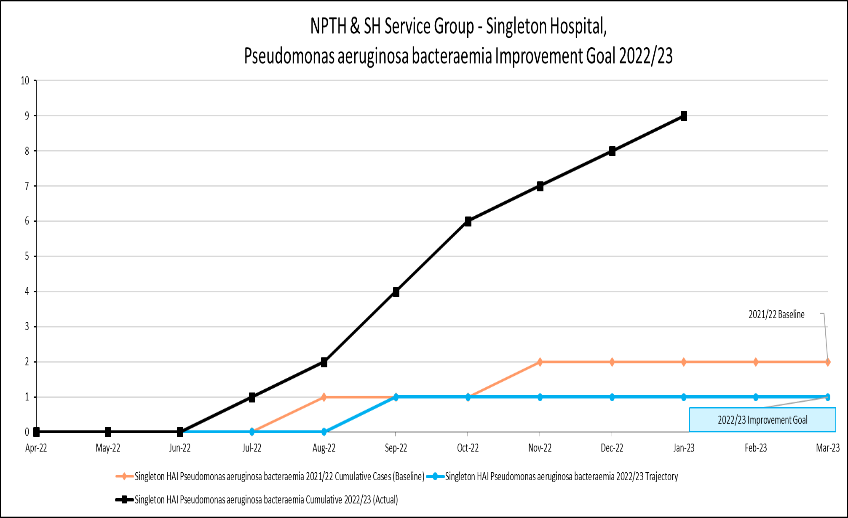 NPTH & SH Service Group - Singleton Hospital,
Pseudomonas aeruginosa bacteraemia Improvement Goal 2022/23
10
9
8
7
6
5
4
3
2
1
0
2021/22 Baseline
2022/23 Improvement Goal
Apr-22 May-22 Jun-22 Jul-22 Aug-22 Sep-22 Oct-22 Nov-22 Dec-22 Jan-23 Feb-23 Mar-23
Singleton HAI Pseudomonas aeruginosa bacteraemia 2021/22 Cumulative Cases (Baseline) Singleton HAI Pseudomonas aeruginosa bacteraemia 2022/23 Trajectory
Singleton HAI Pseudomonas aeruginosa bacteraemia Cumulative 2022/23 (Actual)